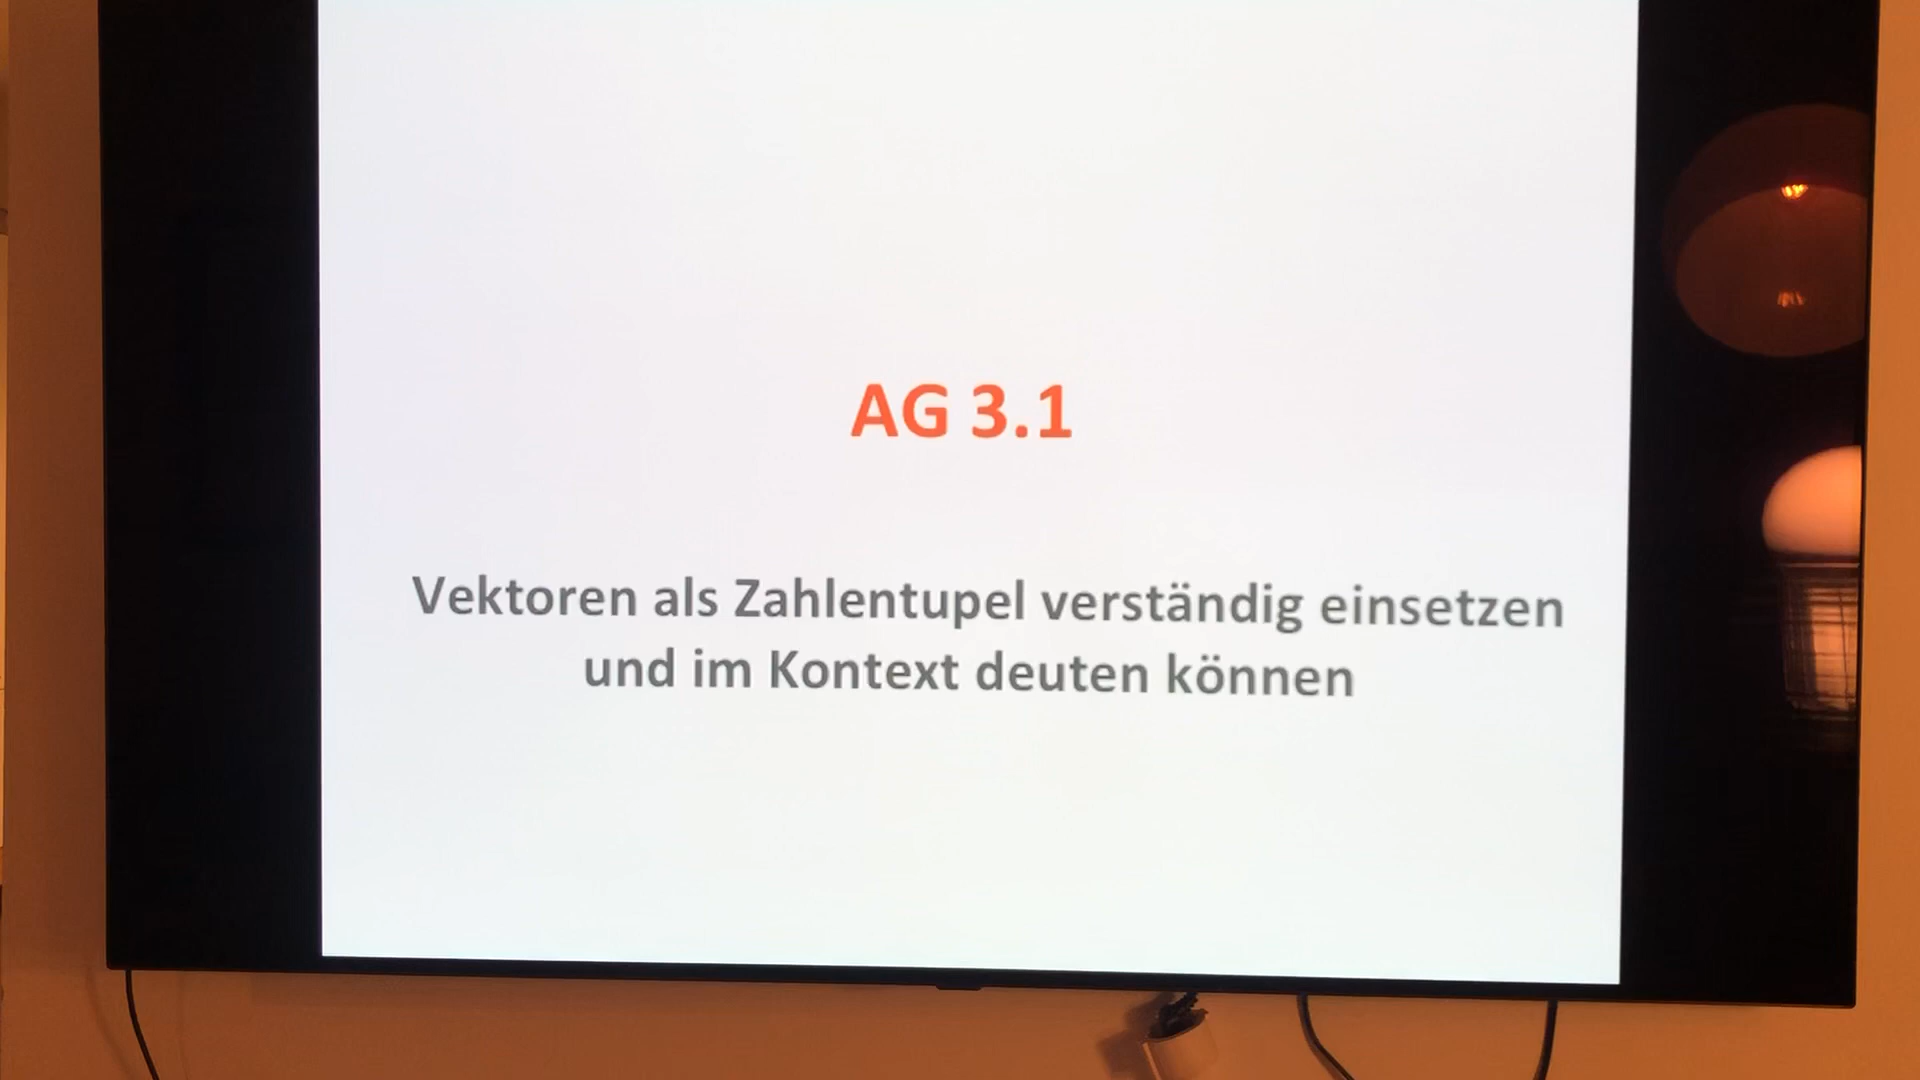 AG 3.1
Vektoren als Zahlentupel verständig einsetzen
und im Kontext deuten können